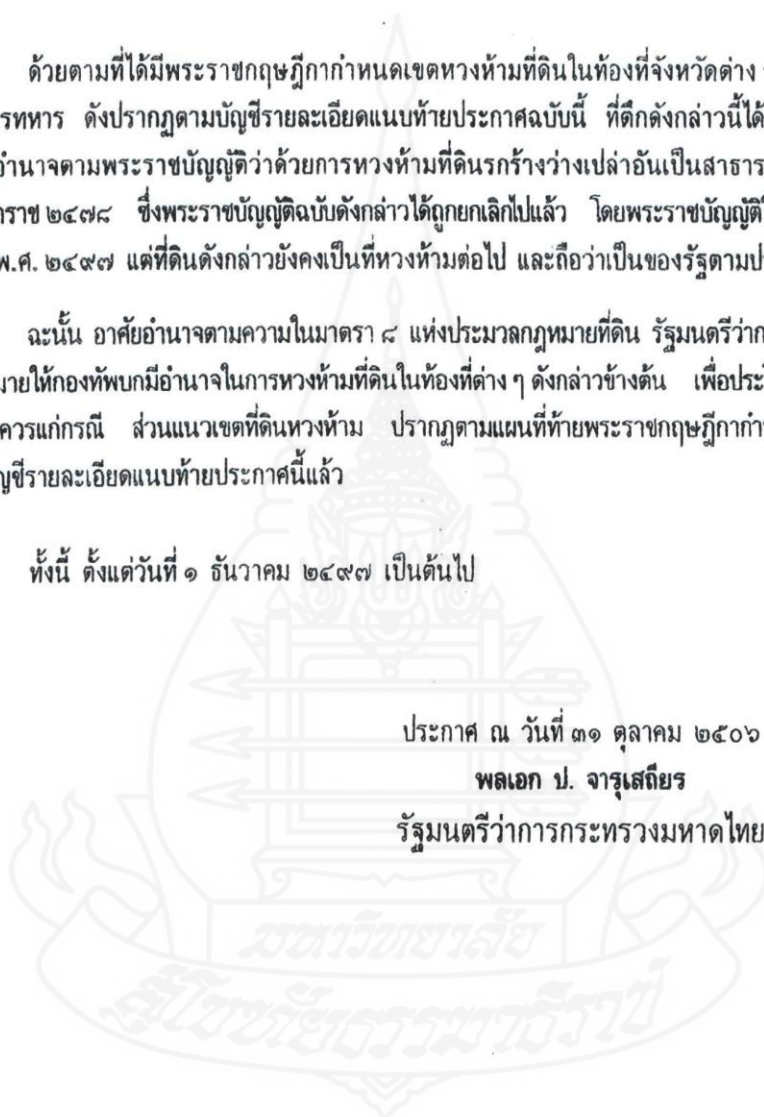 ด้วยตามที่ได้มีพระราชกฤษฎีกากำหนดเขตหวงห้ามที่ดินในท้องที่จังหวัดต่าง
รทหาร ดังปรากฏตามบัญชีรายละเอียดแนบท้ายประกาศฉบับนี้ ที่ดึกดังกล่าวนี้ได้
อำนาจตามพระราชบัญญัติว่าด้วยการหวงห้ามที่ดินรกร้างว่างเปล่าอันเป็นสาธาร
าราช ๒๔๗๘ ซึ่งพระราชบัญญัติฉบับดังกล่าวได้ถูกยกเลิกไปแล้ว โดยพระราชบัญญัติ
พ.ศ. ๒๔๙๗ แต่ที่ดินดังกล่าวยังคงเป็นที่หวงห้ามต่อไป และถือว่าเป็นของรัฐตามป
ฉะนั้น อาศัยอำนาจตามความในมาตรา ๘ แห่งประมวลกฎหมายที่ดิน รัฐมนตรีว่าก
มายให้กองทัพบกมีอำนาจในการหวงห้ามที่ดินในท้องที่ต่าง ๆ ดังกล่าวข้างต้น เพื่อประโ
ควรแก่กรณี ส่วนแนวเขตที่ดินหวงห้าม ปรากฏตามแผนที่ท้ายพระราชกฤษฎีกากำ
ญชีรายละเอียดแนบท้ายประกาศนี้แล้ว
ทั้งนี้ ตั้งแต่วันที่ ๑ ธันวาคม ๒๔๙๗ เป็นต้นไป
ประกาศ ณ วันที่ ๓๑ ตุลาคม ๒๕๐๖
พลเอก ป. จารุเสถียร
รัฐมนตรีว่าการกระทรวงมหาดไทย
มหาวิทยาลัย
สุโขทัยธรรมาธิราช